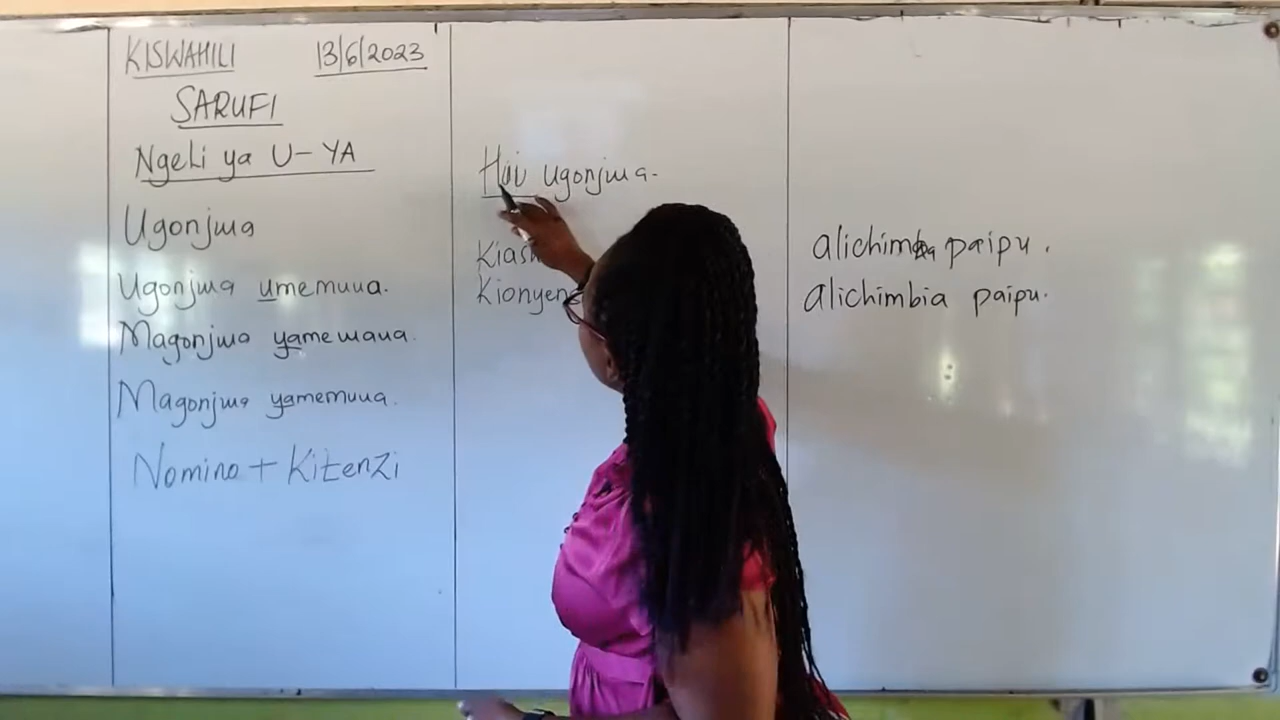 KISWAHILI 13/6/2023
SARUFI
Ngeli ya U-YA
Ugonjwa
Ugonjwa umemuua.
Magonjwa yamewaua.
Magonjwa yamemuua.
Nomino + Kitenzi
ugonjwa.
alichimba paipu.
alichimbia paipu.